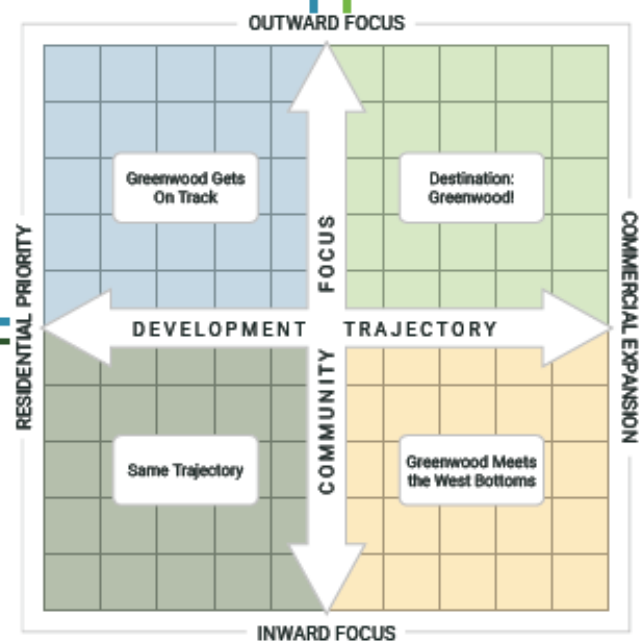 OUTWARD FOCUS
Greenwood Gets
On Track
Destination:
Greenwood!
RESIDENTIAL PRIORITY
COMMUNITY FOCUS
COMMERCIAL EXPANSION
DEVELOPMENT TRAJECTORY
Same Trajectory
Greenwood Meets
the West Bottoms
INWARD FOCUS